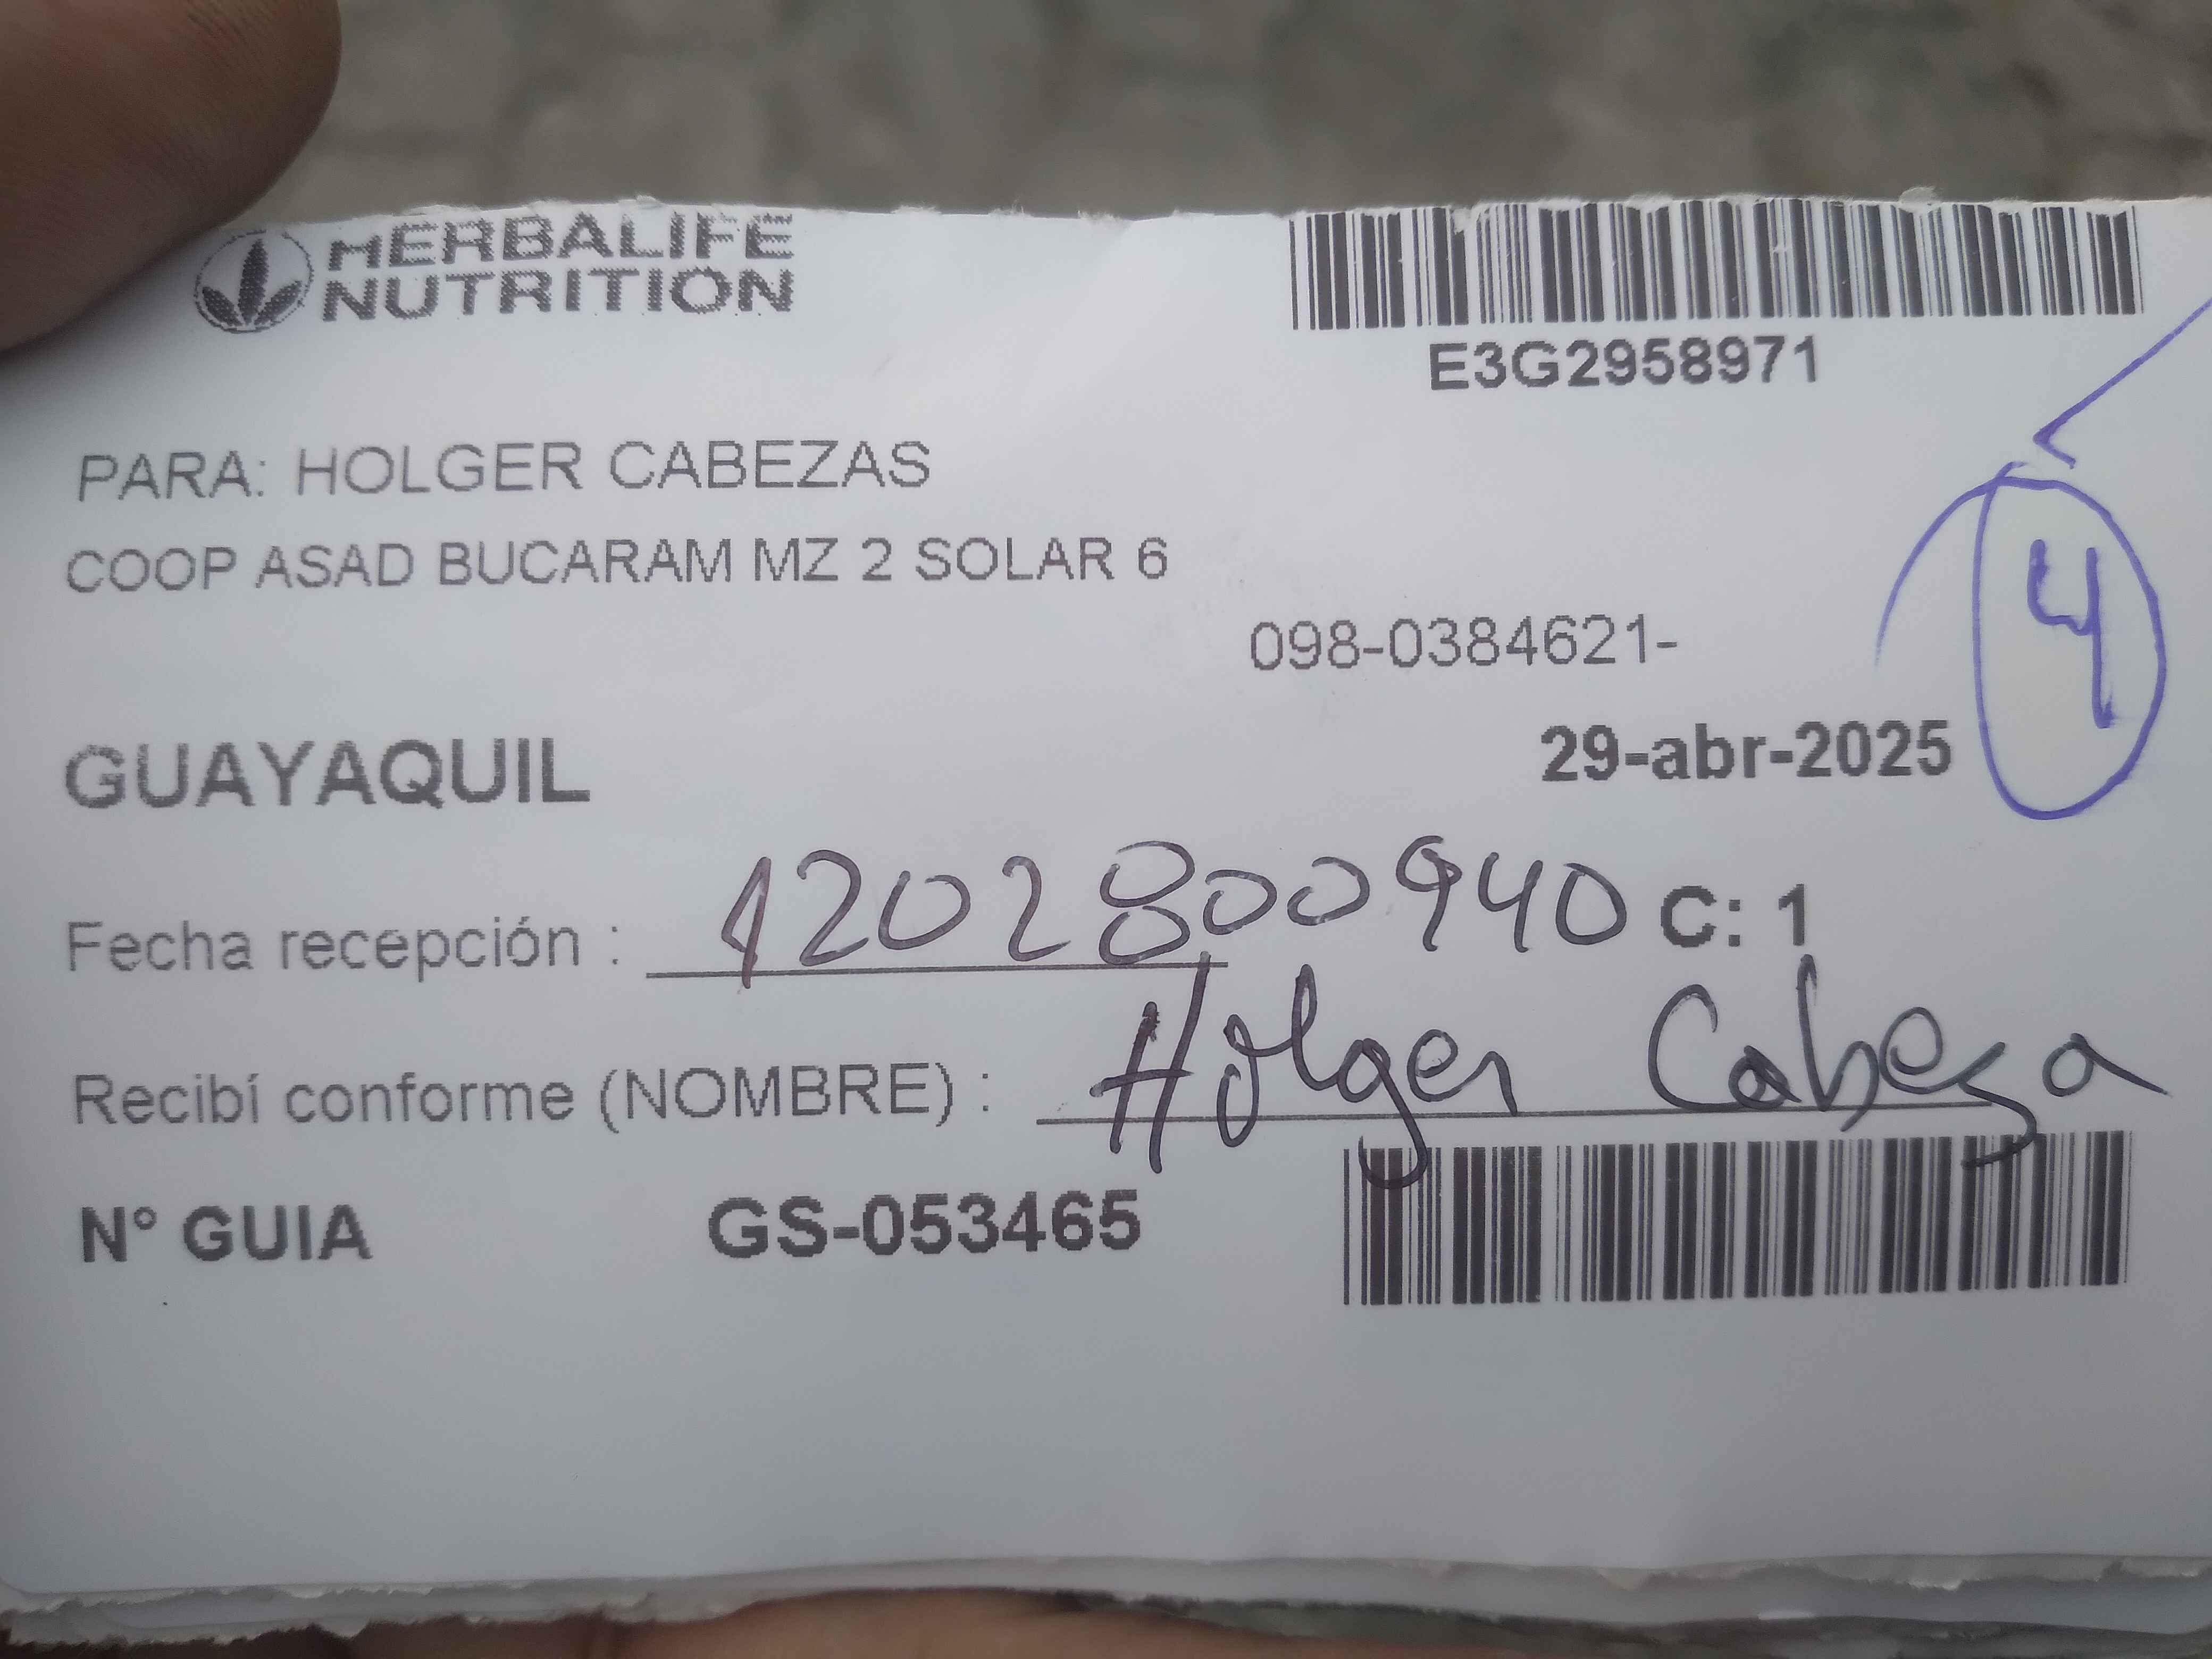 HERBALIFE
NUTRITION
E3G2958971
PARA: HOLGER CABEZAS
COOP ASAD BUCARAM MZ 2 SOLAR 6
098-0384621-
4
GUAYAQUIL
29-abr-2025
Fecha recepción : 1202800940 C: 1
Recibí conforme (NOMBRE) : Holger Cabeza
N° GUIA GS-053465